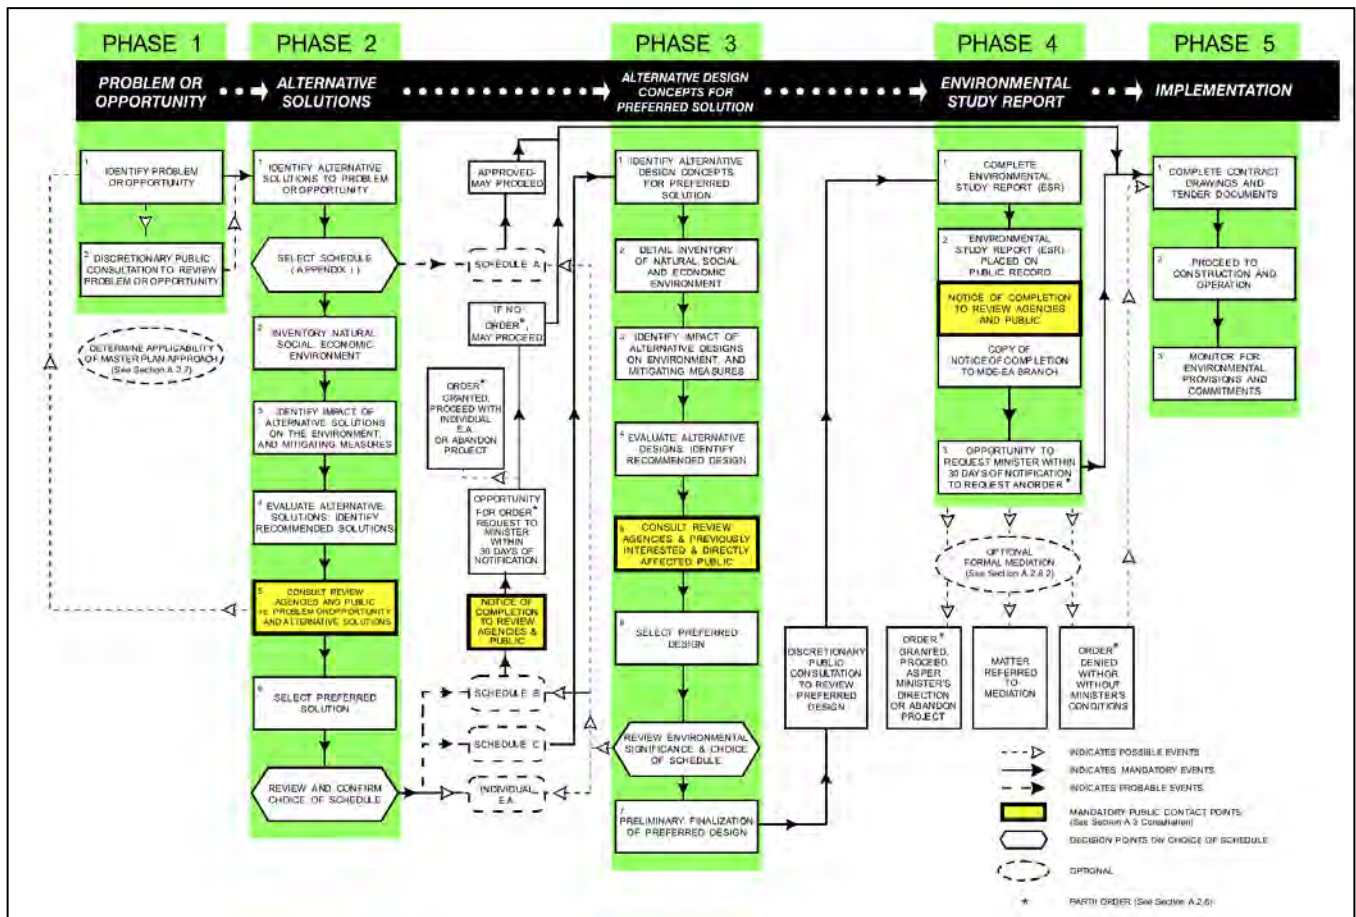 PHASE 1
PROBLEM OR
OPPORTUNITY
1
IDENTIFY PROBLEM
OR OPPORTUNITY
2
DISCRETIONARY PUBLIC
CONSULTATION TO REVIEW
PROBLEM OR OPPORTUNITY
DETERMINE APPLICABILITY
OF MASTER PLAN APPROACH
(See Section A.2.7)
PHASE 2
ALTERNATIVE
SOLUTIONS
1
IDENTIFY ALTERNATIVE
SOLUTIONS TO PROBLEM
OR OPPORTUNITY
SELECT SCHEDULE
(APPENDIX I)
2
INVENTORY NATURAL,
SOCIAL, ECONOMIC
ENVIRONMENT
3
IDENTIFY IMPACT OF
ALTERNATIVE SOLUTIONS
ON THE ENVIRONMENT,
AND MITIGATING MEASURES
4
EVALUATE ALTERNATIVE
SOLUTIONS: IDENTIFY
RECOMMENDED SOLUTIONS
5
CONSULT REVIEW
AGENCIES AND PUBLIC
re: PROBLEM OR OPPORTUNITY
AND ALTERNATIVE SOLUTIONS
6
SELECT PREFERRED
SOLUTION
REVIEW AND CONFIRM
CHOICE OF SCHEDULE
APPROVED-
MAY PROCEED
SCHEDULE A
IF NO
ORDER*,
MAY PROCEED
ORDER*
GRANTED,
PROCEED WITH
INDIVIDUAL
E.A.
OR ABANDON
PROJECT
OPPORTUNITY
FOR ORDER*
REQUEST TO
MINISTER
WITHIN
30 DAYS OF
NOTIFICATION
NOTICE OF
COMPLETION
TO REVIEW
AGENCIES &
PUBLIC
SCHEDULE B
SCHEDULE C
INDIVIDUAL
E.A.
PHASE 3
ALTERNATIVE DESIGN
CONCEPTS FOR
PREFERRED SOLUTION
1
IDENTIFY ALTERNATIVE
DESIGN CONCEPTS
FOR PREFERRED
SOLUTION
2
DETAIL INVENTORY
OF NATURAL, SOCIAL
AND ECONOMIC
ENVIRONMENT
IDENTIFY IMPACT OF
ALTERNATIVE DESIGNS
ON ENVIRONMENT, AND
MITIGATING MEASURES
4
EVALUATE ALTERNATIVE
DESIGNS: IDENTIFY
RECOMMENDED DESIGN
5
CONSULT REVIEW
AGENCIES & PREVIOUSLY
INTERESTED & DIRECTLY
AFFECTED PUBLIC
SELECT PREFERRED
DESIGN
REVIEW ENVIRONMENTAL
SIGNIFICANCE & CHOICE
OF SCHEDULE
7
PRELIMINARY FINALIZATION
OF PREFERRED DESIGN
DISCRETIONARY
PUBLIC
CONSULTATION
TO REVIEW
PREFERRED
DESIGN
PHASE 4
ENVIRONMENTAL
STUDY REPORT
1
COMPLETE
ENVIRONMENTAL
STUDY REPORT (ESR)
2
ENVIRONMENTAL
STUDY REPORT (ESR)
PLACED ON
PUBLIC RECORD
NOTICE OF COMPLETION
TO REVIEW AGENCIES
AND PUBLIC
COPY OF
NOTICE OF COMPLETION
TO MOE-EA BRANCH
3
OPPORTUNITY TO
REQUEST MINISTER WITHIN
30 DAYS OF NOTIFICATION
TO REQUEST AN ORDER*
OPTIONAL
FORMAL MEDIATION
(See Section A.2.8.2)
ORDER*
GRANTED,
PROCEED
AS PER
MINISTER'S
DIRECTION
OR ABANDON
PROJECT
MATTER
REFERRED
TO
MEDIATION
ORDER*
DENIED
WITH OR
WITHOUT
MINISTER'S
CONDITIONS
PHASE 5
IMPLEMENTATION
1
COMPLETE CONTRACT
DRAWINGS AND
TENDER DOCUMENTS
2
PROCEED TO
CONSTRUCTION AND
OPERATION
3
MONITOR FOR
ENVIRONMENTAL
PROVISIONS AND
COMMITMENTS
INDICATES POSSIBLE EVENTS
INDICATES MANDATORY EVENTS
INDICATES PROBABLE EVENTS
MANDATORY PUBLIC CONTACT POINTS
(See Section A.3 Consultation)
DECISION POINTS ON CHOICE OF SCHEDULE
OPTIONAL
* PART II ORDER (See Section A.2.8)